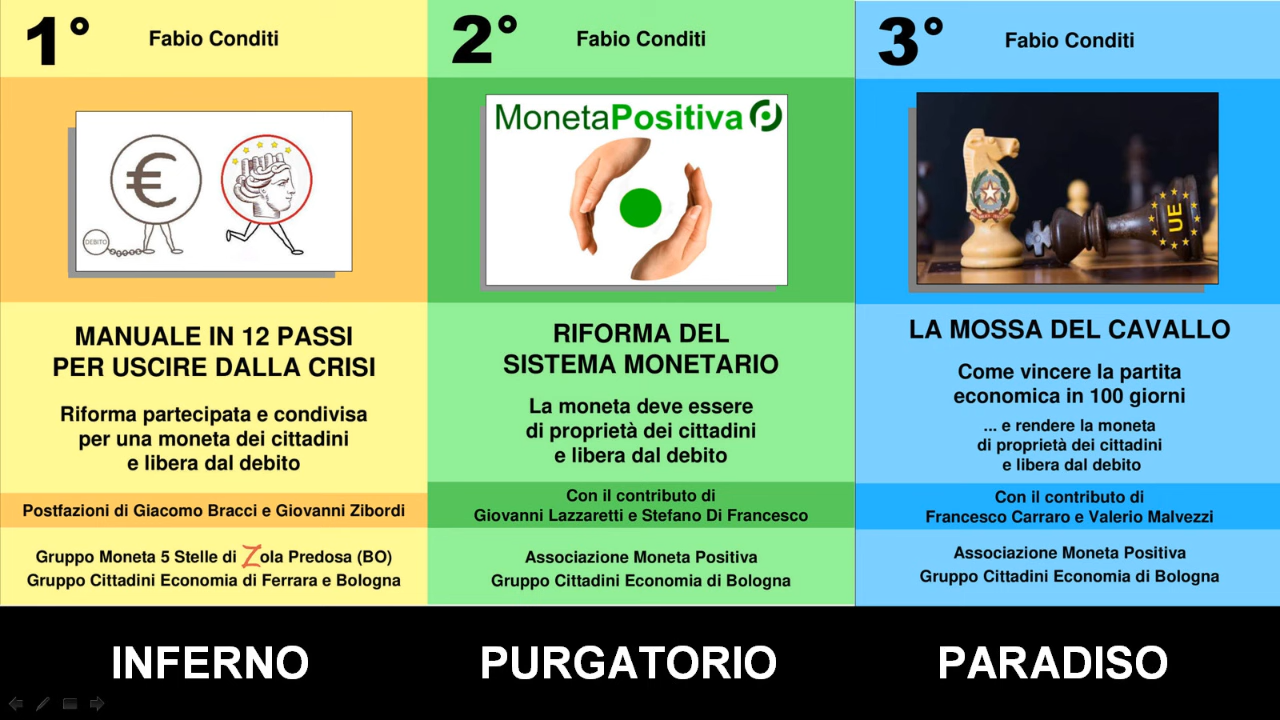 1°
Fabio Conditi
€
DEBITO
MANUALE IN 12 PASSI
PER USCIRE DALLA CRISI
Riforma partecipata e condivisa
per una moneta dei cittadini
e libera dal debito
Postfazioni di Giacomo Bracci e Giovanni Zibordi
Gruppo Moneta 5 Stelle di Zola Predosa (BO)
Gruppo Cittadini Economia di Ferrara e Bologna
INFERNO
2°
Fabio Conditi
MonetaPositiva
RIFORMA DEL
SISTEMA MONETARIO
La moneta deve essere
di proprietà dei cittadini
e libera dal debito
Con il contributo di
Giovanni Lazzaretti e Stefano Di Francesco
Associazione Moneta Positiva
Gruppo Cittadini Economia di Bologna
PURGATORIO
3°
Fabio Conditi
UE
LA MOSSA DEL CAVALLO
Come vincere la partita
economica in 100 giorni
... e rendere la moneta
di proprietà dei cittadini
e libera dal debito
Con il contributo di
Francesco Carraro e Valerio Malvezzi
Associazione Moneta Positiva
Gruppo Cittadini Economia di Bologna
PARADISO